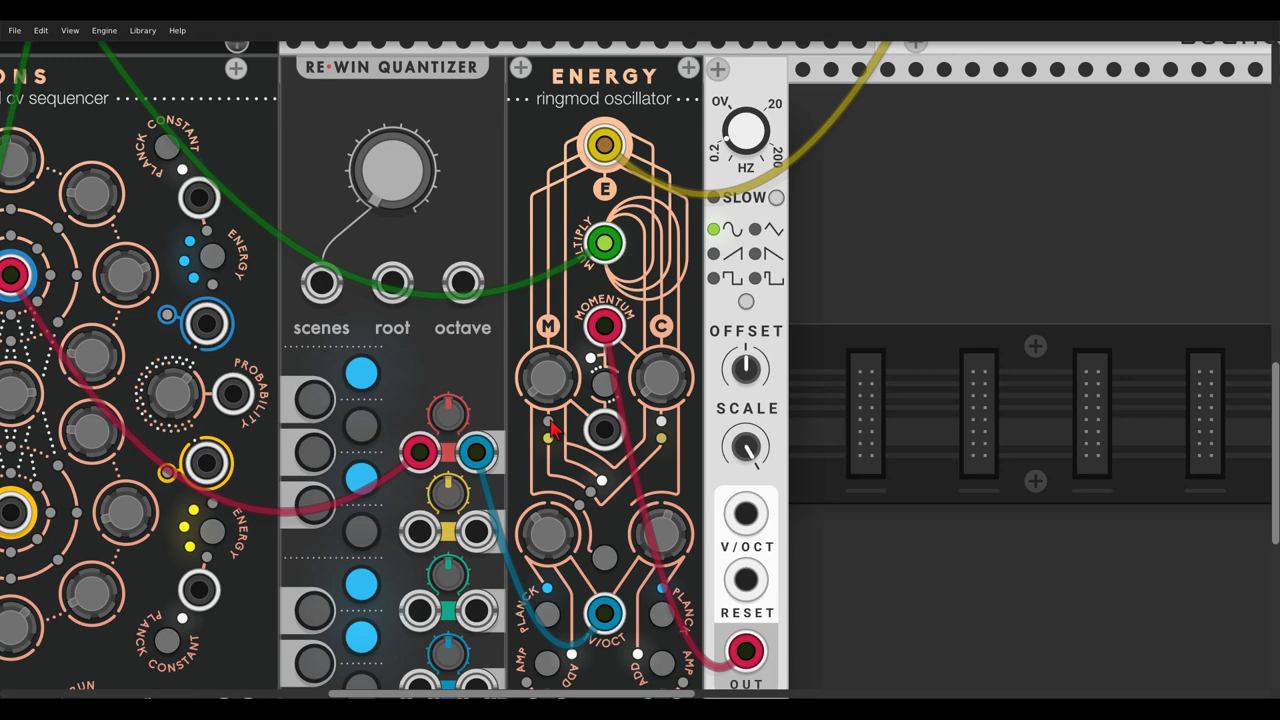 File Edit View Engine Library Help
ONS
d cv sequencer
PLANCK CONSTANT
ENERGY
PROBABILITY
ENERGY
PLANCK CONSTANT
RUN
RE•WIN QUANTIZER
scenes root octave
ENERGY
ringmod oscillator
E
MULTIPLY
MOMENTUM
M
C
PLANCK
V/OCT
AMP
ADD
ADD
AMP
0V
20
0.2
200
HZ
SLOW
OFFSET
SCALE
V/OCT
RESET
OUT